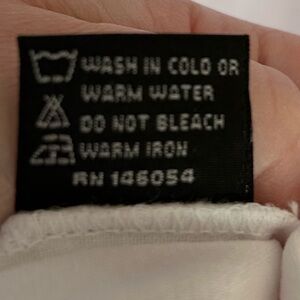 WASH IN COLD OR
WARM WATER
DO NOT BLEACH
WARM IRON
RN 146054